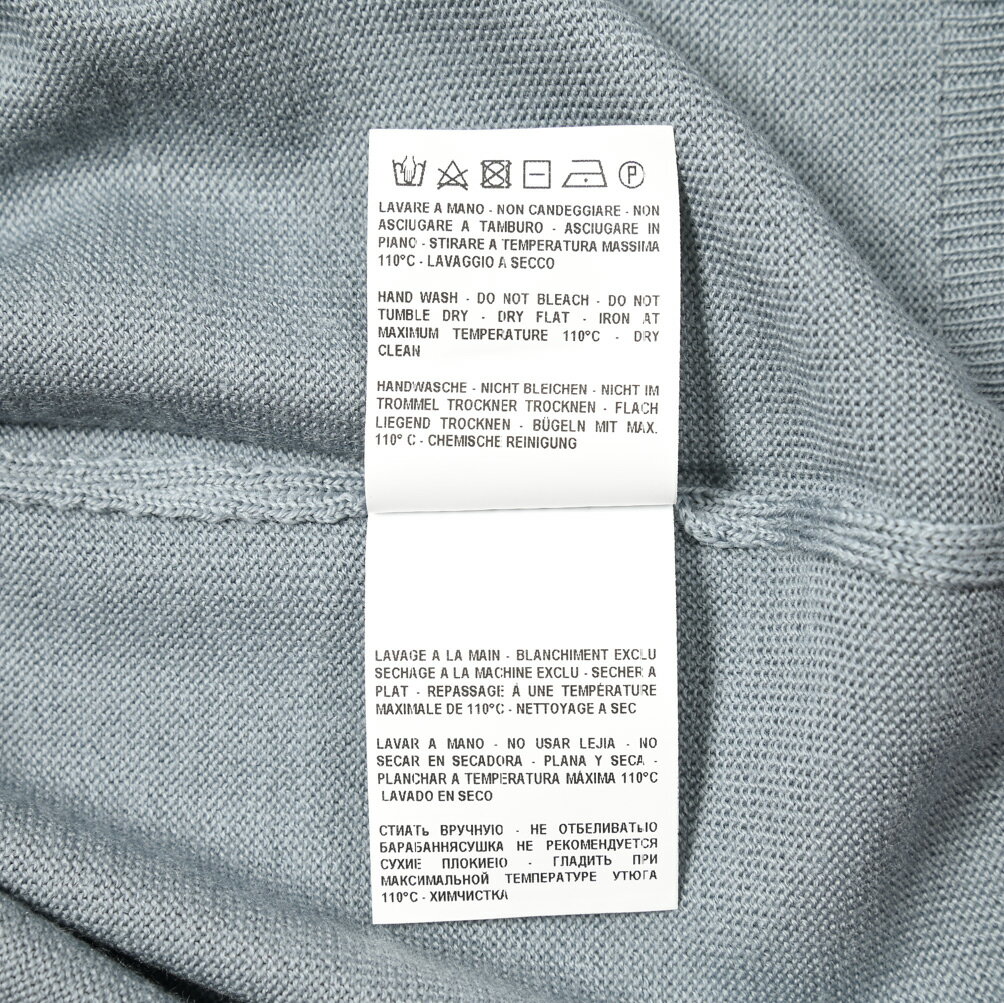 P
LAVARE A MANO - NON CANDEGGIARE - NON
ASCIUGARE A TAMBURO - ASCIUGARE IN
PIANO - STIRARE A TEMPERATURA MASSIMA
110°C - LAVAGGIO A SECCO
HAND WASH - DO NOT BLEACH - DO NOT
TUMBLE DRY - DRY FLAT - IRON AT
MAXIMUM TEMPERATURE 110°C - DRY
CLEAN
HANDWASCHE - NICHT BLEICHEN - NICHT IM
TROMMEL TROCKNER TROCKNEN - FLACH
LIEGEND TROCKNEN - BÜGELN MIT MAX.
110° C - CHEMISCHE REINIGUNG
LAVAGE A LA MAIN - BLANCHIMENT EXCLU
SECHAGE A LA MACHINE EXCLU - SECHER A
PLAT - REPASSAGE À UNE TEMPÉRATURE
MAXIMALE DE 110°C - NETTOYAGE A SEC
LAVAR A MANO - NO USAR LEJIA - NO
SECAR EN SECADORA - PLANA Y SECA -
PLANCHAR A TEMPERATURA MÁXIMA 110°C
LAVADO EN SECO
СТИАТЬ ВРУЧНУЮ - НЕ ОТБЕЛИВАТЬЮ
БАРАБАННЯСУШКА НЕ РЕКОМЕНДУЕТСЯ
СУХИЕ ПЛОКИЕЮ - ГЛАДИТЬ ПРИ
МАКСИМАЛЬНОЙ ТЕМПЕРАТУРЕ УТЮГА
110°C - ХИМЧИСТКА